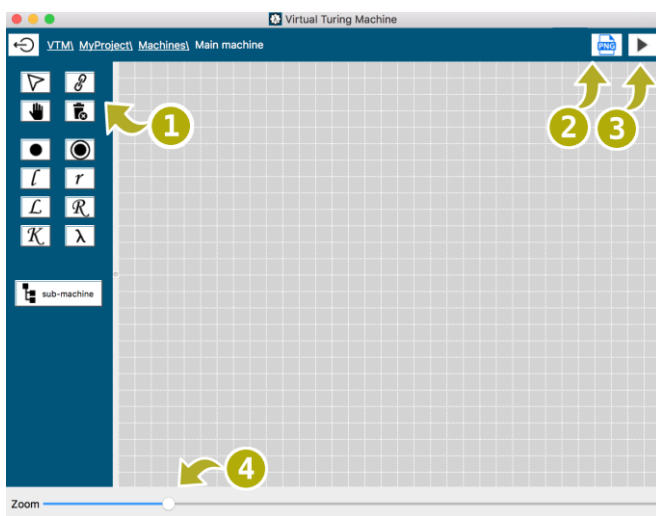 Virtual Turing Machine
VTM\ MyProject\ Machines\ Main machine
PNG
1
2
3
l r
L R
K λ
sub-machine
4
Zoom